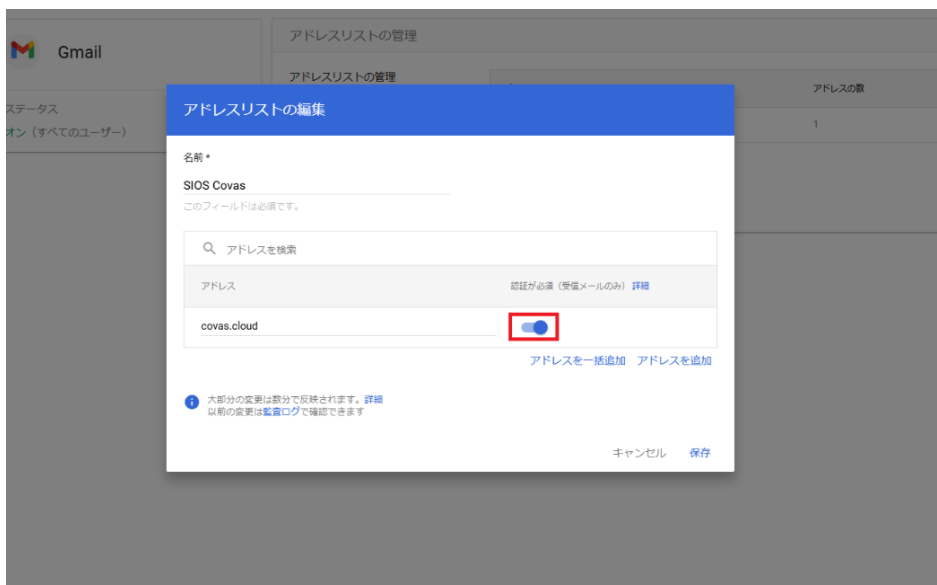 Gmail
アドレスリストの管理
アドレスリストの管理
アドレスの数
ステータス
オン（すべてのユーザー）
1
アドレスリストの編集
名前 *
SIOS Covas
このフィールドは必須です。
アドレスを検索
アドレス
認証が必須（受信メールのみ） 詳細
covas.cloud
アドレスを一括追加 アドレスを追加
大部分の変更は数分で反映されます。詳細
以前の変更は監査ログで確認できます
キャンセル 保存